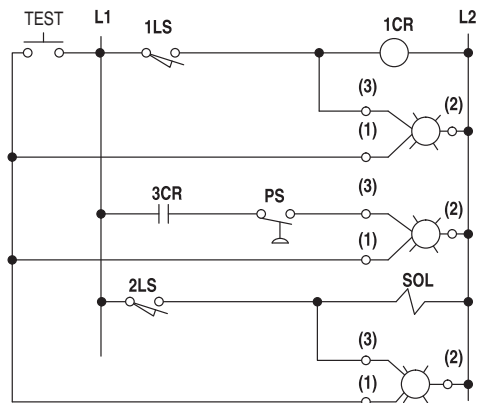 TEST L1 L2
1LS 1CR
(3)
(1) (2)
3CR PS (3)
(2)
(1)
2LS SOL
(3)
(2)
(1)